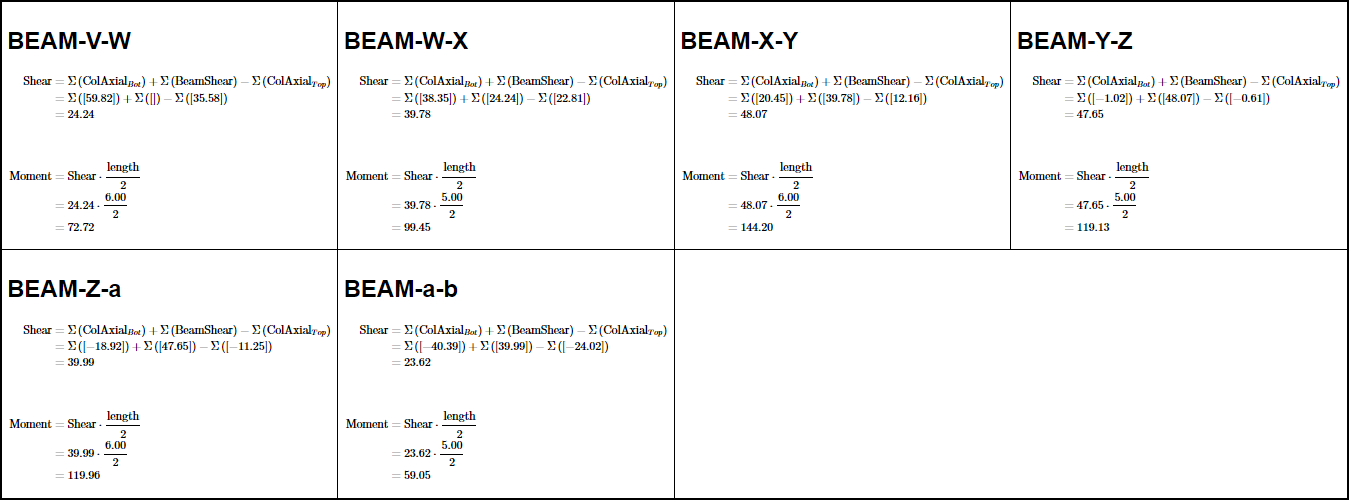 BEAM-V-W
Shear = Σ (ColAxial_Bot) + Σ (BeamShear) − Σ (ColAxial_Top)
= Σ ([59.82]) + Σ ([]) − Σ ([35.58])
= 24.24
Moment = Shear · length/2
= 24.24 · 6.00/2
= 72.72
BEAM-W-X
Shear = Σ (ColAxial_Bot) + Σ (BeamShear) − Σ (ColAxial_Top)
= Σ ([38.35]) + Σ ([24.24]) − Σ ([22.81])
= 39.78
Moment = Shear · length/2
= 39.78 · 5.00/2
= 99.45
BEAM-X-Y
Shear = Σ (ColAxial_Bot) + Σ (BeamShear) − Σ (ColAxial_Top)
= Σ ([20.45]) + Σ ([39.78]) − Σ ([12.16])
= 48.07
Moment = Shear · length/2
= 48.07 · 6.00/2
= 144.20
BEAM-Y-Z
Shear = Σ (ColAxial_Bot) + Σ (BeamShear) − Σ (ColAxial_Top)
= Σ ([−1.02]) + Σ ([48.07]) − Σ ([−0.61])
= 47.65
Moment = Shear · length/2
= 47.65 · 5.00/2
= 119.13
BEAM-Z-a
Shear = Σ (ColAxial_Bot) + Σ (BeamShear) − Σ (ColAxial_Top)
= Σ ([−18.92]) + Σ ([47.65]) − Σ ([−11.25])
= 39.99
Moment = Shear · length/2
= 39.99 · 6.00/2
= 119.96
BEAM-a-b
Shear = Σ (ColAxial_Bot) + Σ (BeamShear) − Σ (ColAxial_Top)
= Σ ([−40.39]) + Σ ([39.99]) − Σ ([−24.02])
= 23.62
Moment = Shear · length/2
= 23.62 · 5.00/2
= 59.05